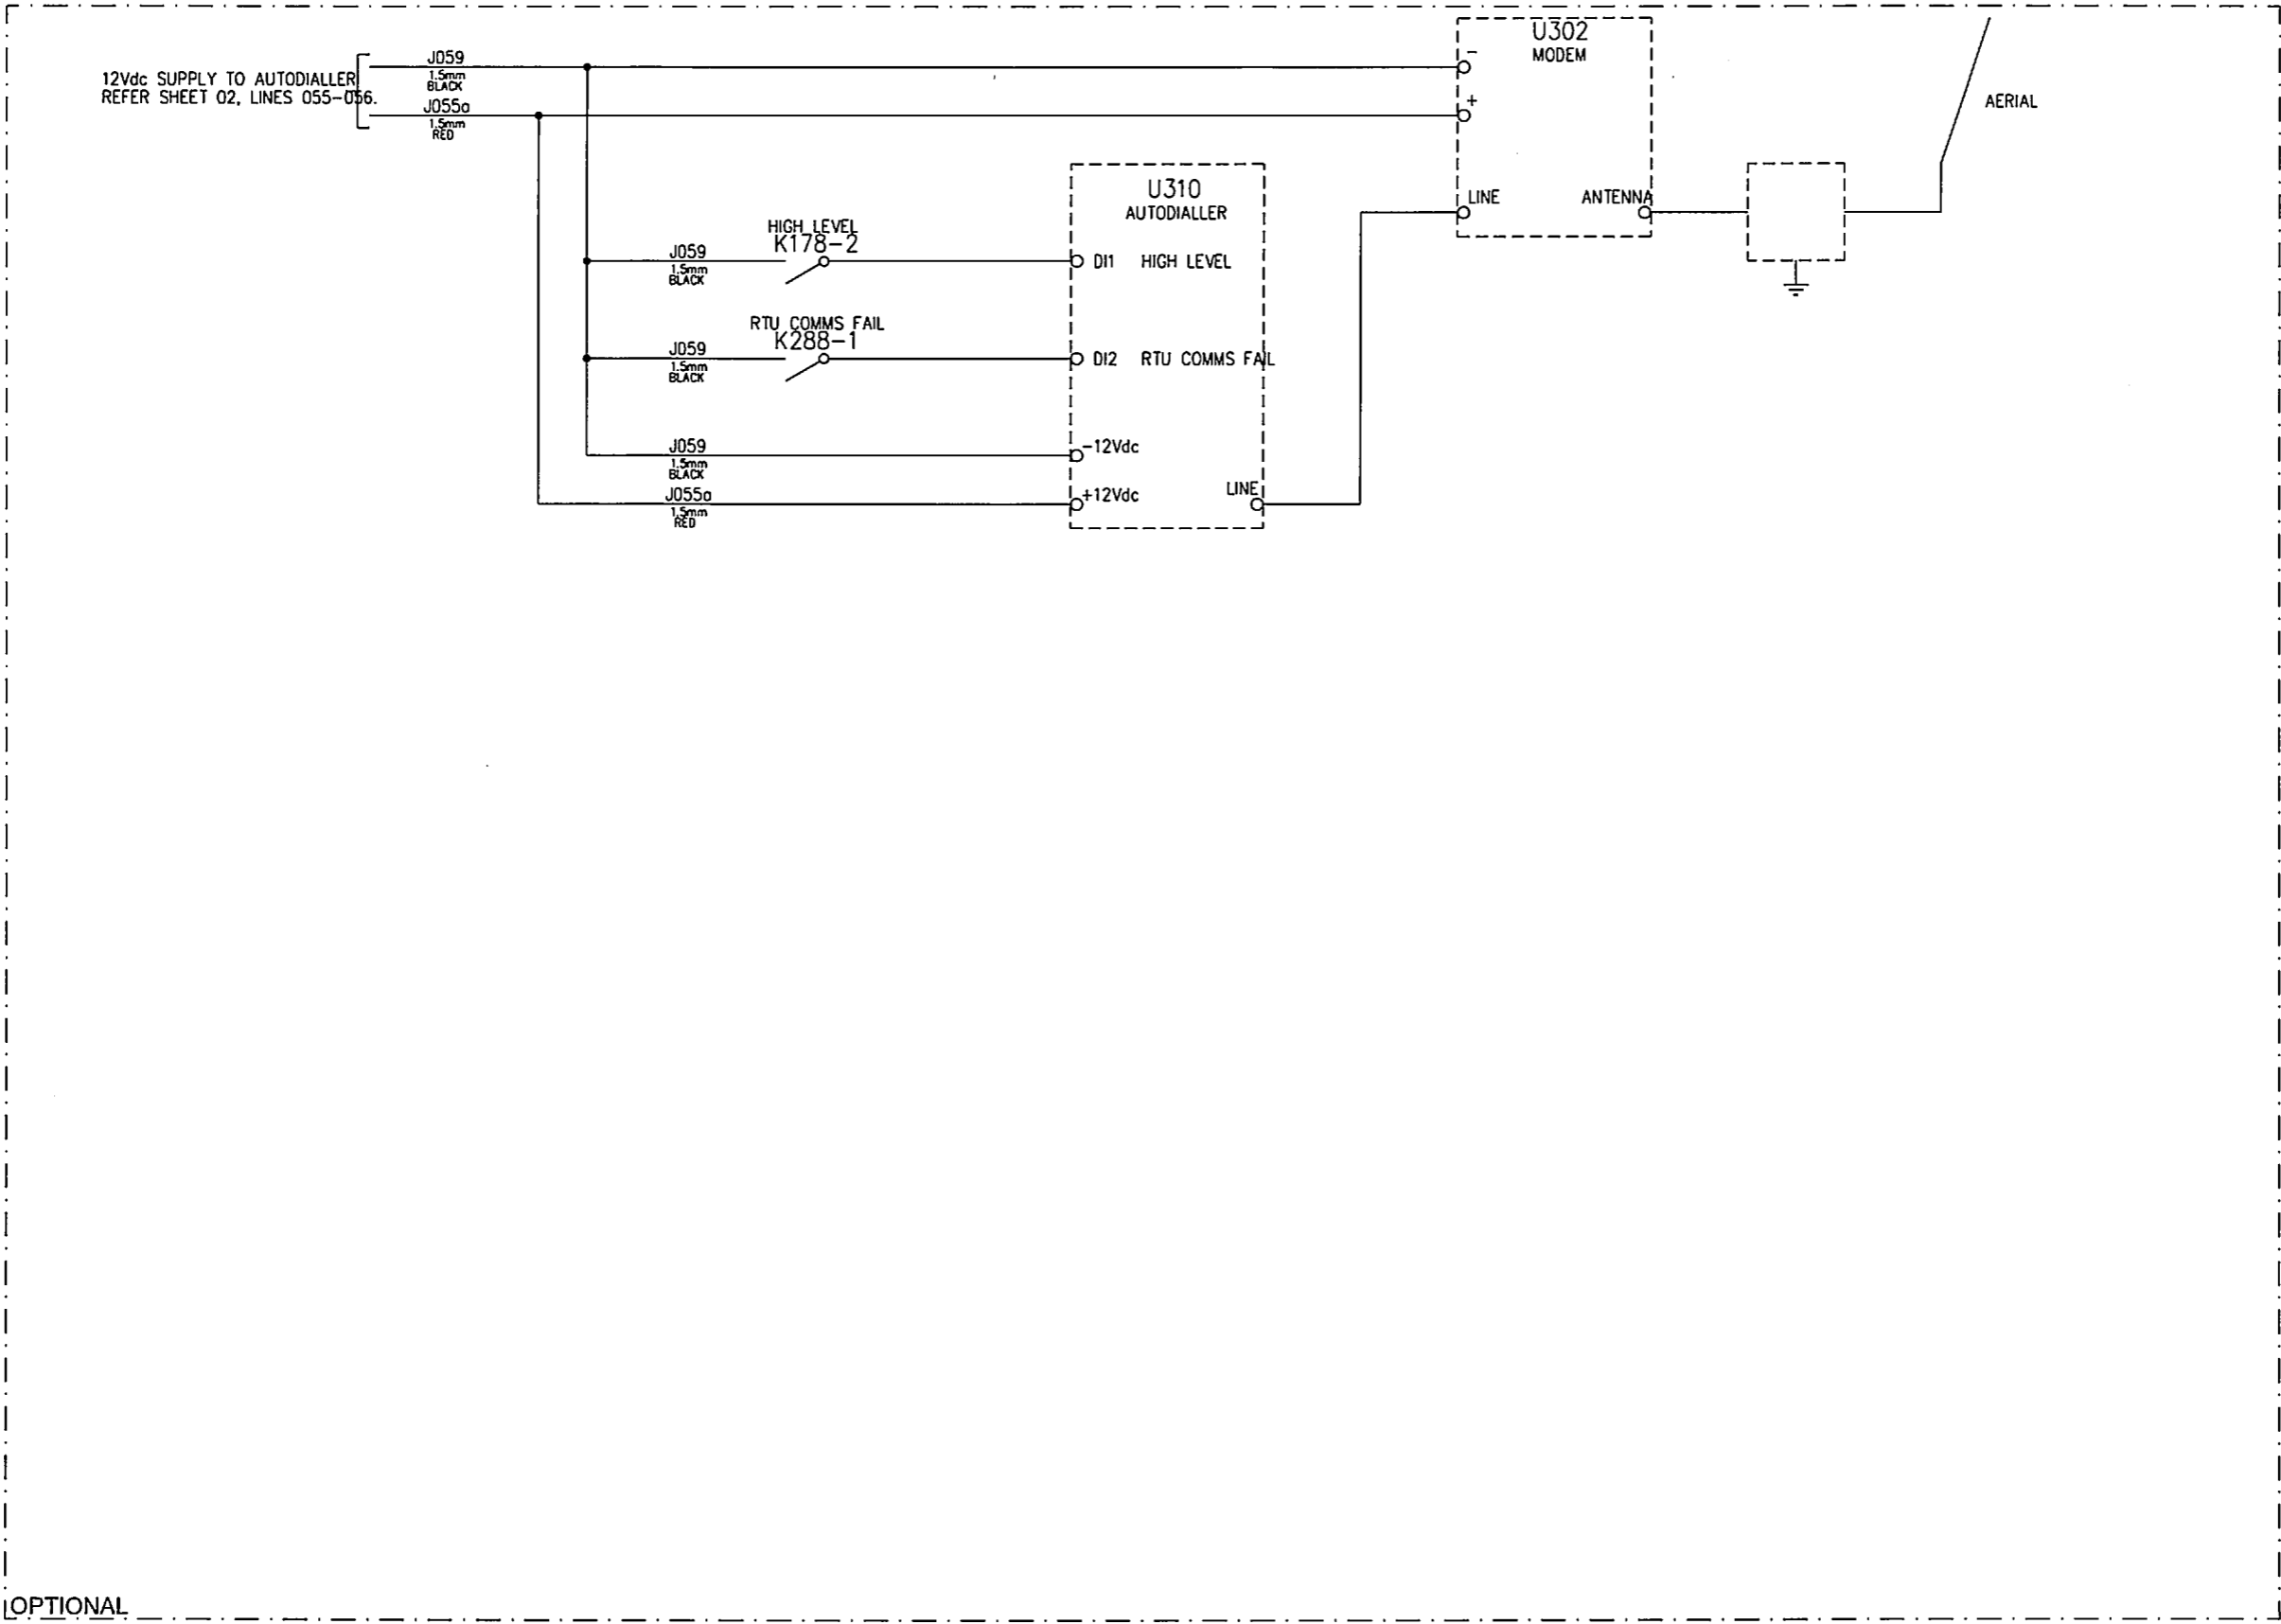 U302
MODEM
J059
1.5mm
BLACK
-
12Vdc SUPPLY TO AUTODIALLER
REFER SHEET 02, LINES 055-056.
J055a
1.5mm
RED
+
AERIAL
U310
AUTODIALLER
LINE
ANTENNA
HIGH LEVEL
K178-2
J059
1.5mm
BLACK
DI1 HIGH LEVEL
RTU COMMS FAIL
K288-1
J059
1.5mm
BLACK
DI2 RTU COMMS FAIL
J059
1.5mm
BLACK
-12Vdc
J055a
1.5mm
RED
+12Vdc
LINE
OPTIONAL